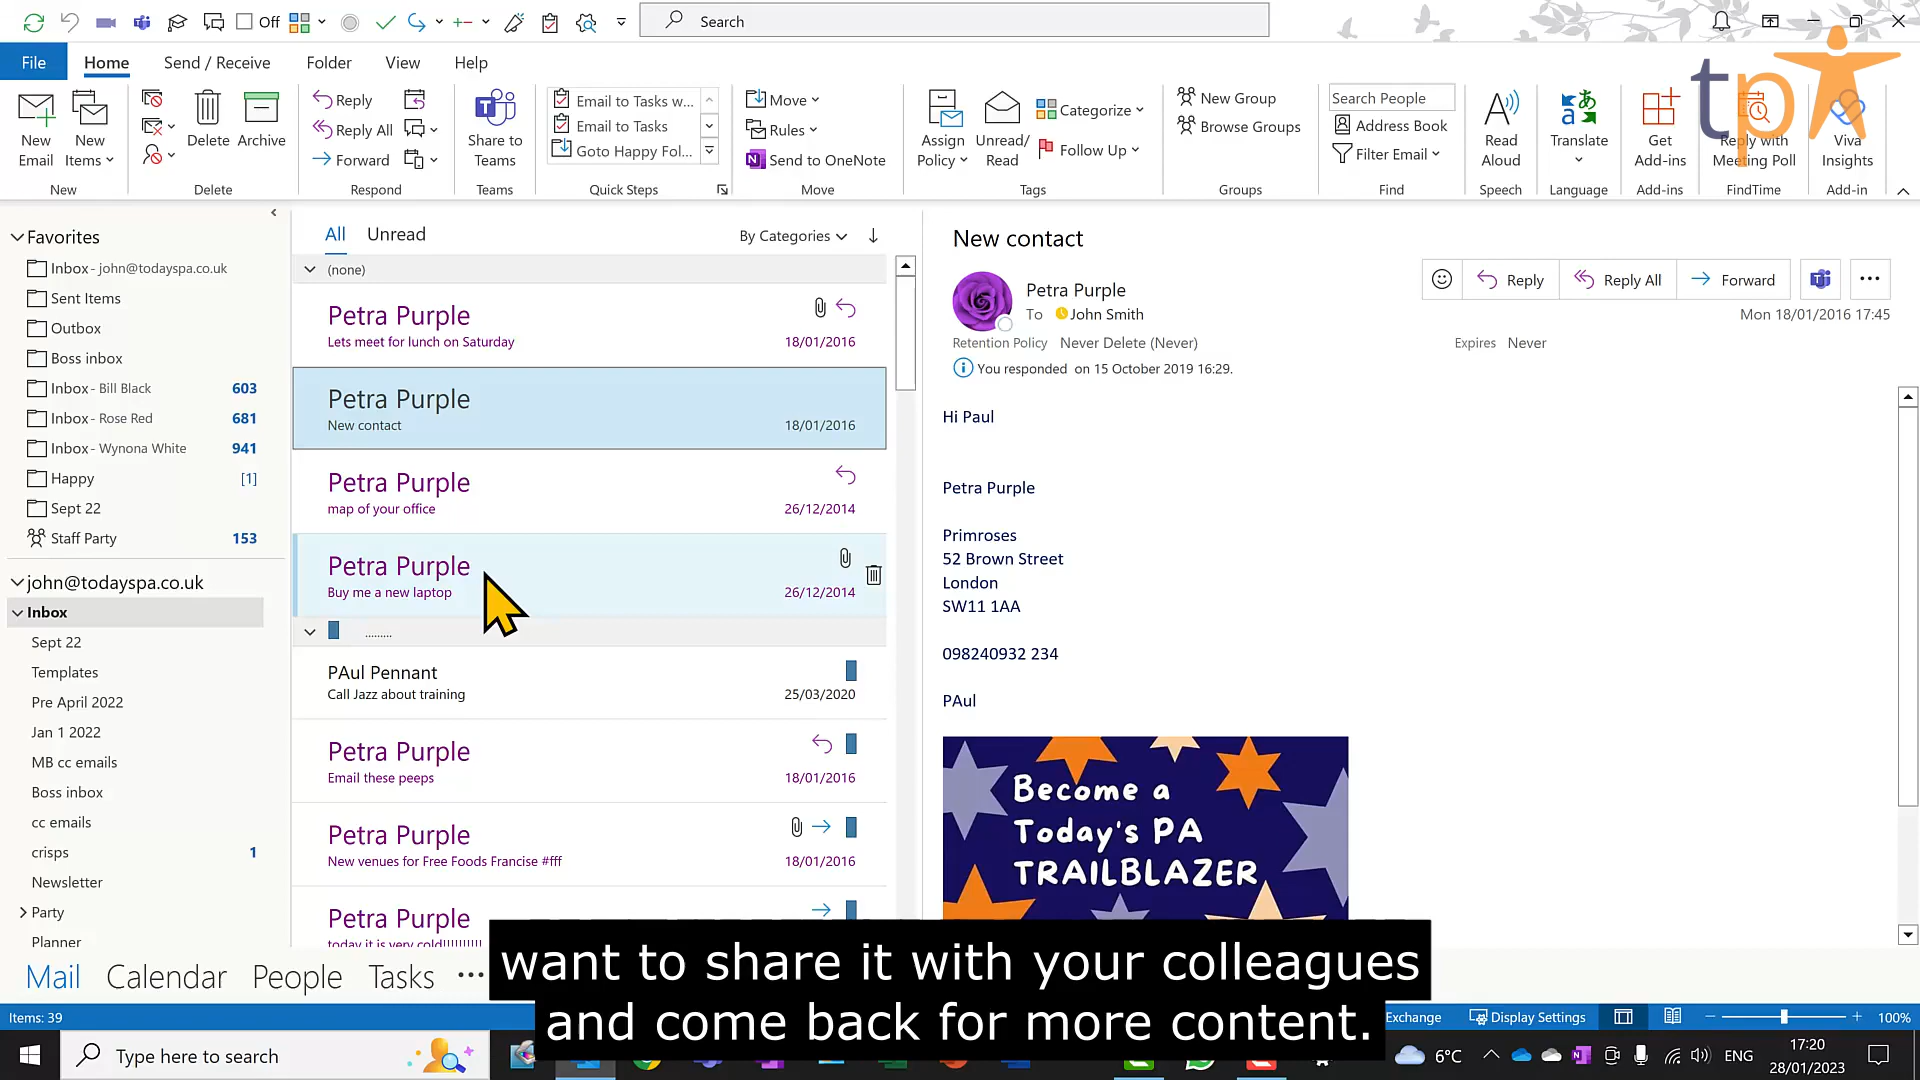 Off
Search
File
Home
Send / Receive
Folder
View
Help
New Email
New Items
Delete
Archive
Reply
Reply All
Forward
Share to Teams
Email to Tasks w...
Email to Tasks
Goto Happy Fol...
Move
Rules
Send to OneNote
Assign Policy
Unread/ Read
Categorize
Follow Up
New Group
Browse Groups
Search People
Address Book
Filter Email
Read Aloud
Translate
Get Add-ins
Reply with Meeting Poll
Viva Insights
tp
New
Delete
Respond
Teams
Quick Steps
Move
Tags
Groups
Find
Speech
Language
Add-ins
FindTime
Add-in
Favorites
Inbox - john@todayspa.co.uk
Sent Items
Outbox
Boss inbox
Inbox - Bill Black 603
Inbox - Rose Red 681
Inbox - Wynona White 941
Happy [1]
Sept 22
Staff Party 153
john@todayspa.co.uk
Inbox
Sept 22
Templates
Pre April 2022
Jan 1 2022
MB cc emails
Boss inbox
cc emails
crisps 1
Newsletter
Party
Planner
Mail Calendar People Tasks ...
All Unread By Categories
(none)
Petra Purple
Lets meet for lunch on Saturday 18/01/2016
Petra Purple
New contact 18/01/2016
Petra Purple
map of your office 26/12/2014
Petra Purple
Buy me a new laptop 26/12/2014
.........
PAul Pennant
Call Jazz about training 25/03/2020
Petra Purple
Email these peeps 18/01/2016
Petra Purple
New venues for Free Foods Francise #fff 18/01/2016
Petra Purple
today it is very cold!!!!!!!!!!
New contact
Petra Purple
To John Smith
Reply
Reply All
Forward
Mon 18/01/2016 17:45
Retention Policy Never Delete (Never)
Expires Never
You responded on 15 October 2019 16:29.
Hi Paul
Petra Purple
Primroses
52 Brown Street
London
SW11 1AA
098240932 234
PAul
Become a
Today's PA
TRAILBLAZER
want to share it with your colleagues
and come back for more content.
Items: 39
Exchange
Display Settings
100%
Type here to search
6°C
ENG
17:20
28/01/2023